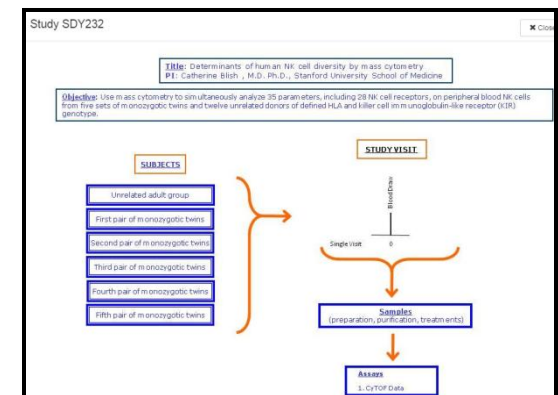 Study SDY232
✖ Close
Title: Determinants of human NK cell diversity by mass cytometry
PI: Catherine Blish , M.D. Ph.D., Stanford University School of Medicine
Objective: Use mass cytometry to simultaneously analyze 35 parameters, including 28 NK cell receptors, on peripheral blood NK cells
from five sets of monozygotic twins and twelve unrelated donors of defined HLA and killer cell immunoglobulin-like receptor (KIR)
genotype.
SUBJECTS
Unrelated adult group
First pair of monozygotic twins
Second pair of monozygotic twins
Third pair of monozygotic twins
Fourth pair of monozygotic twins
Fifth pair of monozygotic twins
STUDY VISIT
Blood Draw
Single Visit 0
Samples
(preparation, purification, treatments)
Assays
1. CyTOF Data